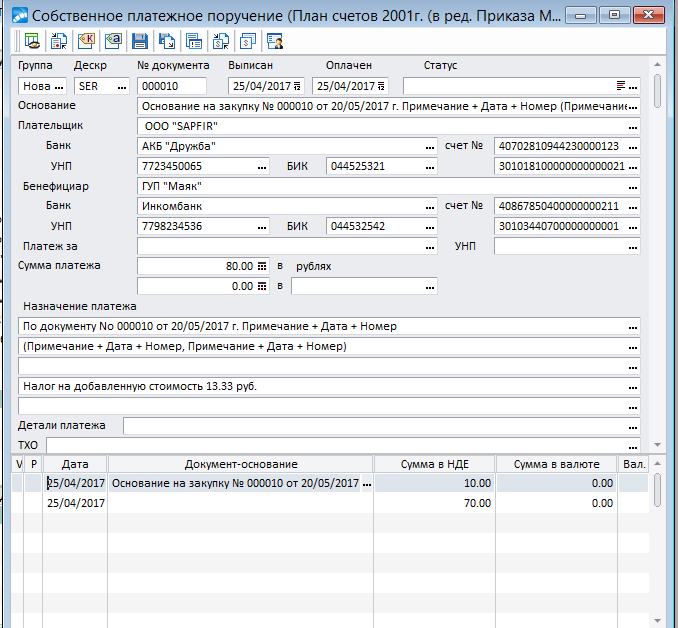 Собственное платежное поручение (План счетов 2001г. (в ред. Приказа М...
Группа Дескр № документа Выписан Оплачен Статус
Нова ... SER ... 000010 25/04/2017 25/04/2017 ...
Основание Основание на закупку № 000010 от 20/05/2017 г. Примечание + Дата + Номер (Примечание...
Плательщик ООО "SAPFIR" ...
Банк АКБ "Дружба" ... счет № 40702810944230000123 ...
УНП 7723450065 ... БИК 044525321 ... 301018100000000000021 ...
Бенефициар ГУП "Маяк" ...
Банк Инкомбанк ... счет № 40867850400000000211 ...
УНП 7798234536 ... БИК 044532542 ... 30103440700000000001 ...
Платеж за ... УНП ...
Сумма платежа 80.00 в рублях
0.00 в ...
Назначение платежа
По документу No 000010 от 20/05/2017 г. Примечание + Дата + Номер ...
(Примечание + Дата + Номер, Примечание + Дата + Номер) ...
...
Налог на добавленную стоимость 13.33 руб. ...
...
Детали платежа ...
ТХО ...
V Р Дата Документ-основание Сумма в НДЕ Сумма в валюте Вал.
25/04/2017 Основание на закупку № 000010 от 20/05/2017 ... 10.00 0.00
25/04/2017 70.00 0.00